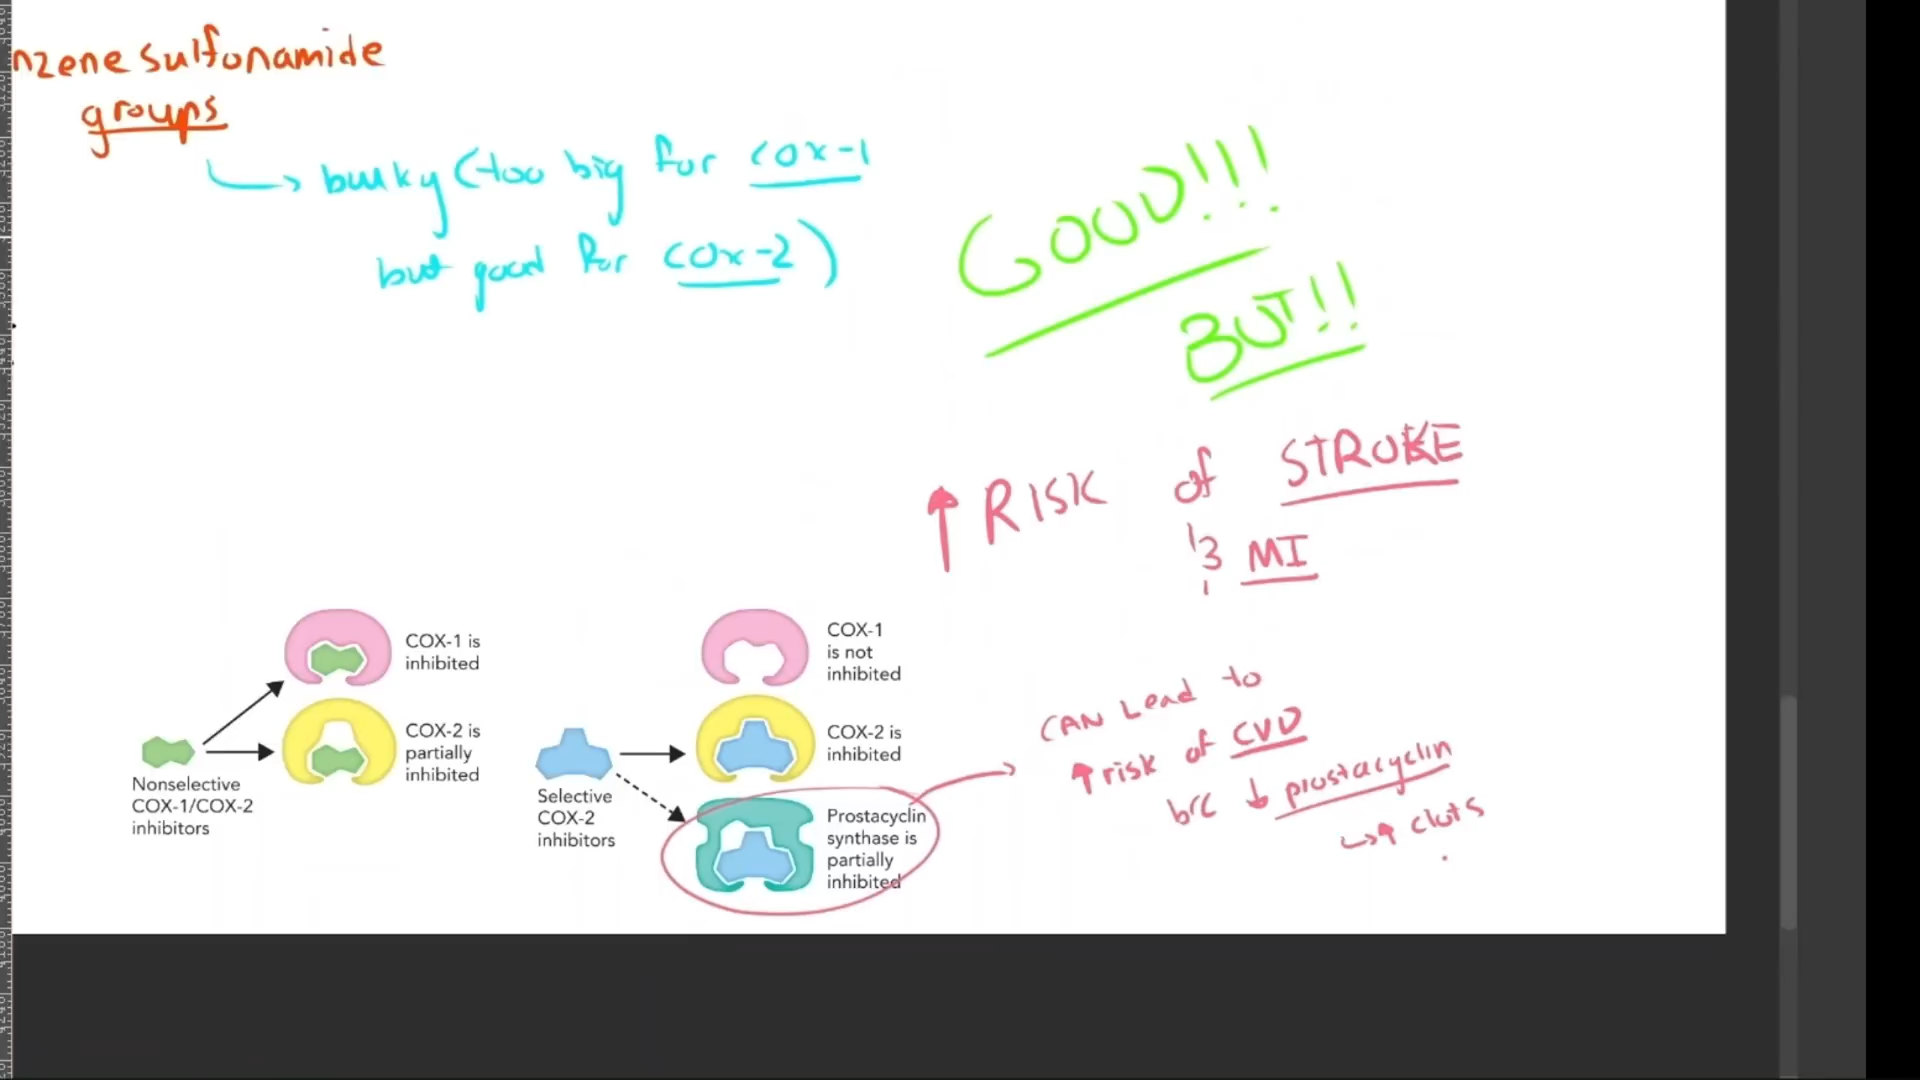 nzene sulfonamide
groups
bulky (too big for COX-1
but good for COX-2)
GOOD!!!
BUT!!
↑ RISK of STROKE
& MI
COX-1 is
inhibited
COX-2 is
partially
inhibited
Nonselective
COX-1/COX-2
inhibitors
COX-1
is not
inhibited
COX-2 is
inhibited
Selective
COX-2
inhibitors
Prostacyclin
synthase is
partially
inhibited
CAN Lead to
↑ risk of CVD
b/c ↓ prostacyclin
↳↑ clots